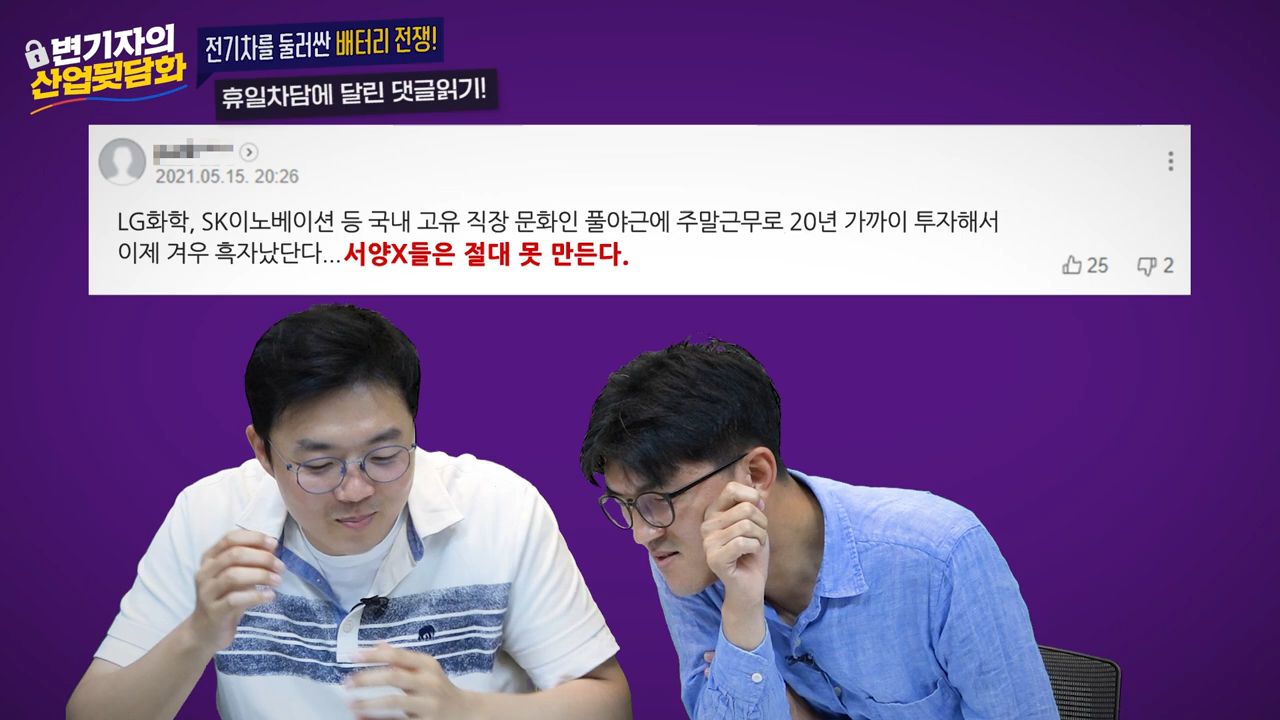 변기자의
산업뒷담화
전기차를 둘러싼 배터리 전쟁!
휴일차담에 달린 댓글읽기!
2021.05.15. 20:26
LG화학, SK이노베이션 등 국내 고유 직장 문화인 풀야근에 주말근무로 20년 가까이 투자해서
이제 겨우 흑자났단다...서양X들은 절대 못 만든다.
25
2